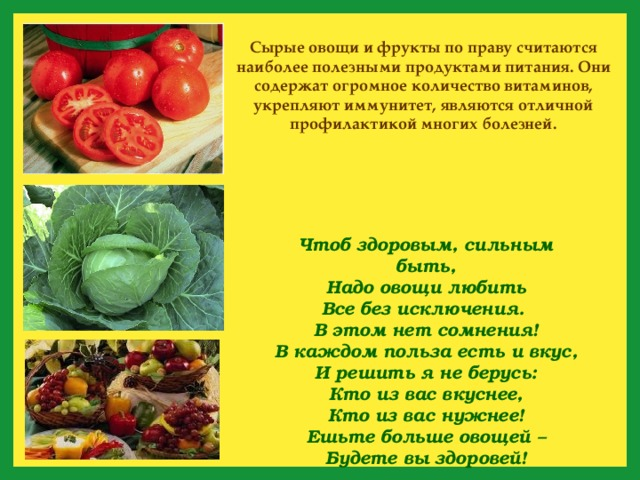 Сырые овощи и фрукты по праву считаются
наиболее полезными продуктами питания. Они
содержат огромное количество витаминов,
укрепляют иммунитет, являются отличной
профилактикой многих болезней.
Чтоб здоровым, сильным
быть,
Надо овощи любить
Все без исключения.
В этом нет сомнения!
В каждом польза есть и вкус,
И решить я не берусь:
Кто из вас вкуснее,
Кто из вас нужнее!
Ешьте больше овощей –
Будете вы здоровей!